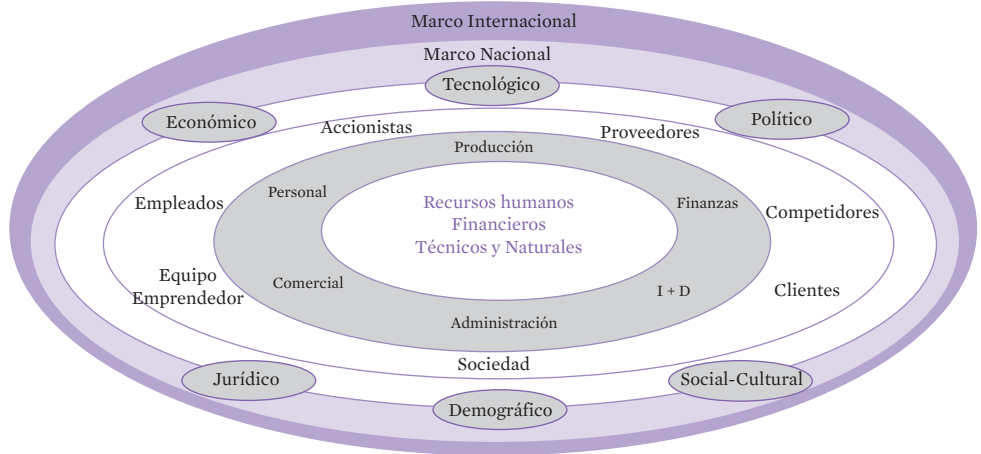 Marco Internacional
Marco Nacional
Tecnológico
Económico
Político
Accionistas
Proveedores
Producción
Personal
Finanzas
Empleados
Competidores
Recursos humanos
Financieros
Técnicos y Naturales
Equipo
Emprendedor
Comercial
I + D
Clientes
Administración
Sociedad
Jurídico
Social-Cultural
Demográfico